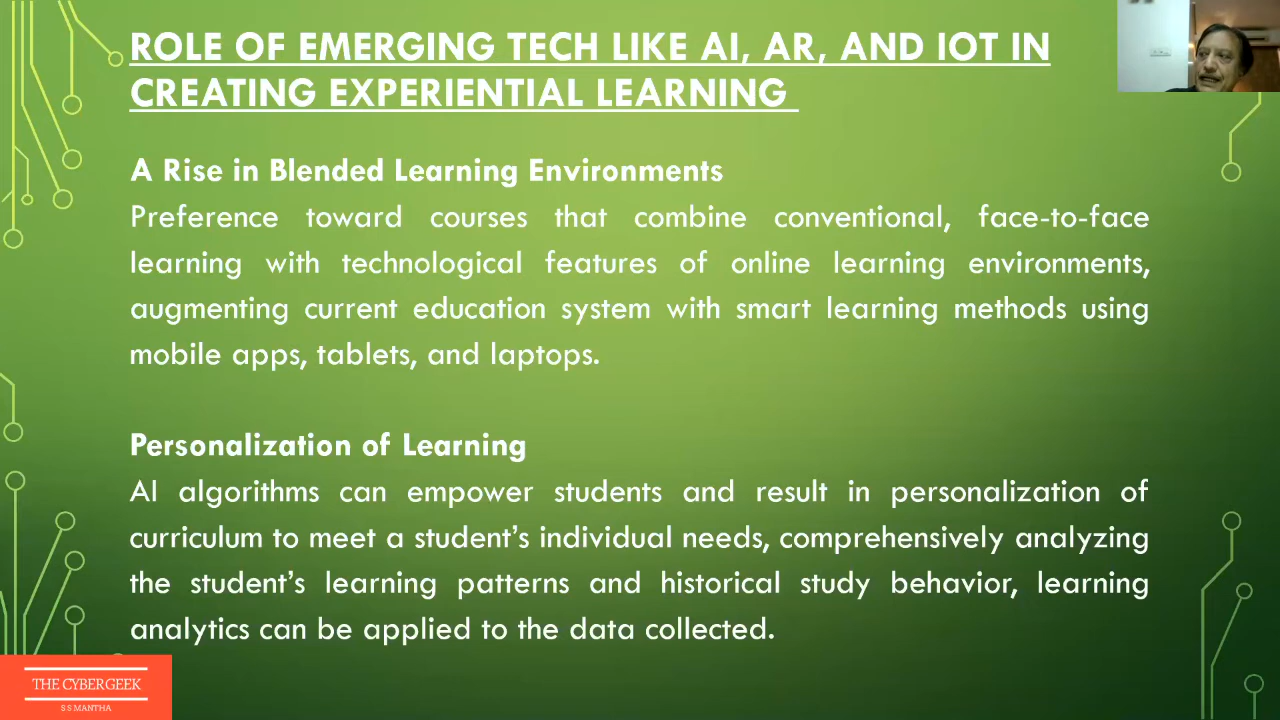 ROLE OF EMERGING TECH LIKE AI, AR, AND IOT IN
CREATING EXPERIENTIAL LEARNING
A Rise in Blended Learning Environments
Preference toward courses that combine conventional, face-to-face
learning with technological features of online learning environments,
augmenting current education system with smart learning methods using
mobile apps, tablets, and laptops.
Personalization of Learning
AI algorithms can empower students and result in personalization of
curriculum to meet a student’s individual needs, comprehensively analyzing
the student’s learning patterns and historical study behavior, learning
analytics can be applied to the data collected.
THE CYBERGEEK
S.S MANTHA